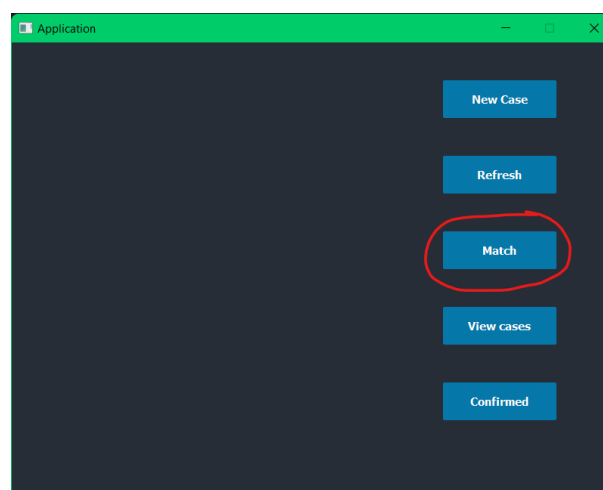 Application
New Case
Refresh
Match
View cases
Confirmed